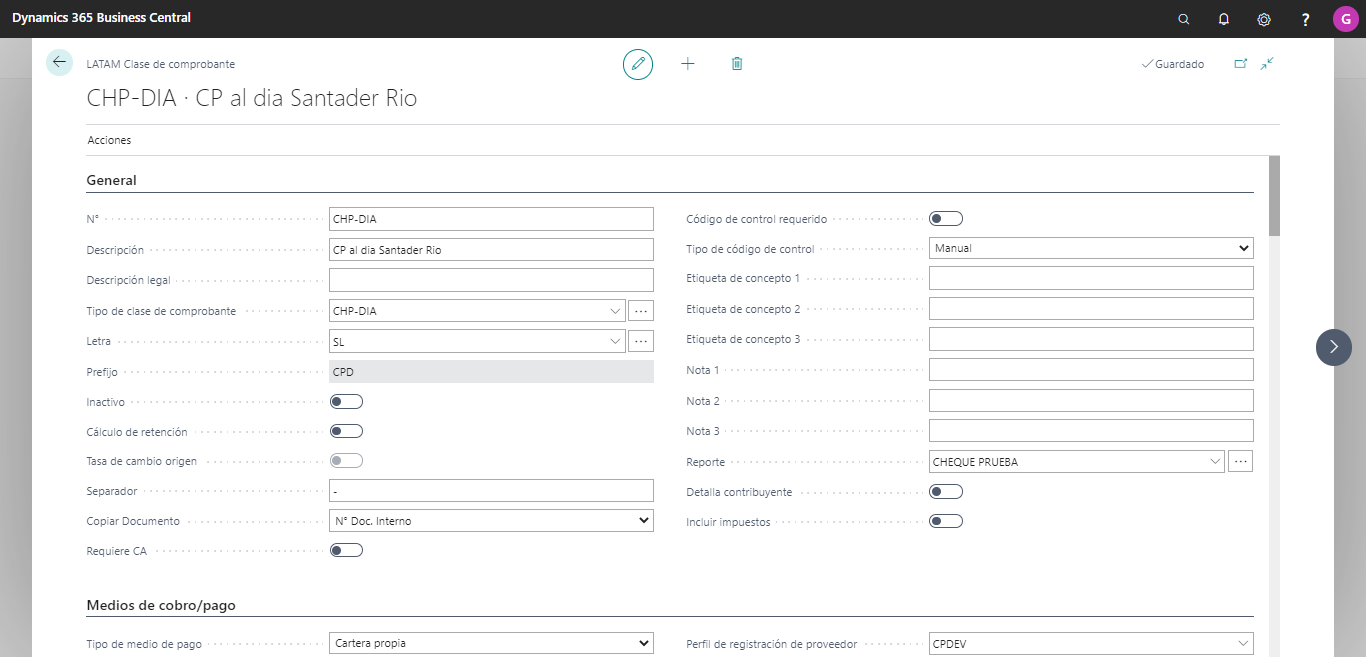 Dynamics 365 Business Central
?
G
LATAM Clase de comprobante
Guardado
CHP-DIA · CP al dia Santader Rio
Acciones
General
N° CHP-DIA
Descripción CP al dia Santader Rio
Descripción legal
Tipo de clase de comprobante CHP-DIA
Letra SL
Prefijo CPD
Inactivo
Cálculo de retención
Tasa de cambio origen
Separador -
Copiar Documento N° Doc. Interno
Requiere CA
Código de control requerido
Tipo de código de control Manual
Etiqueta de concepto 1
Etiqueta de concepto 2
Etiqueta de concepto 3
Nota 1
Nota 2
Nota 3
Reporte CHEQUE PRUEBA
Detalla contribuyente
Incluir impuestos
Medios de cobro/pago
Tipo de medio de pago Cartera propia
Perfil de registración de proveedor CPDEV